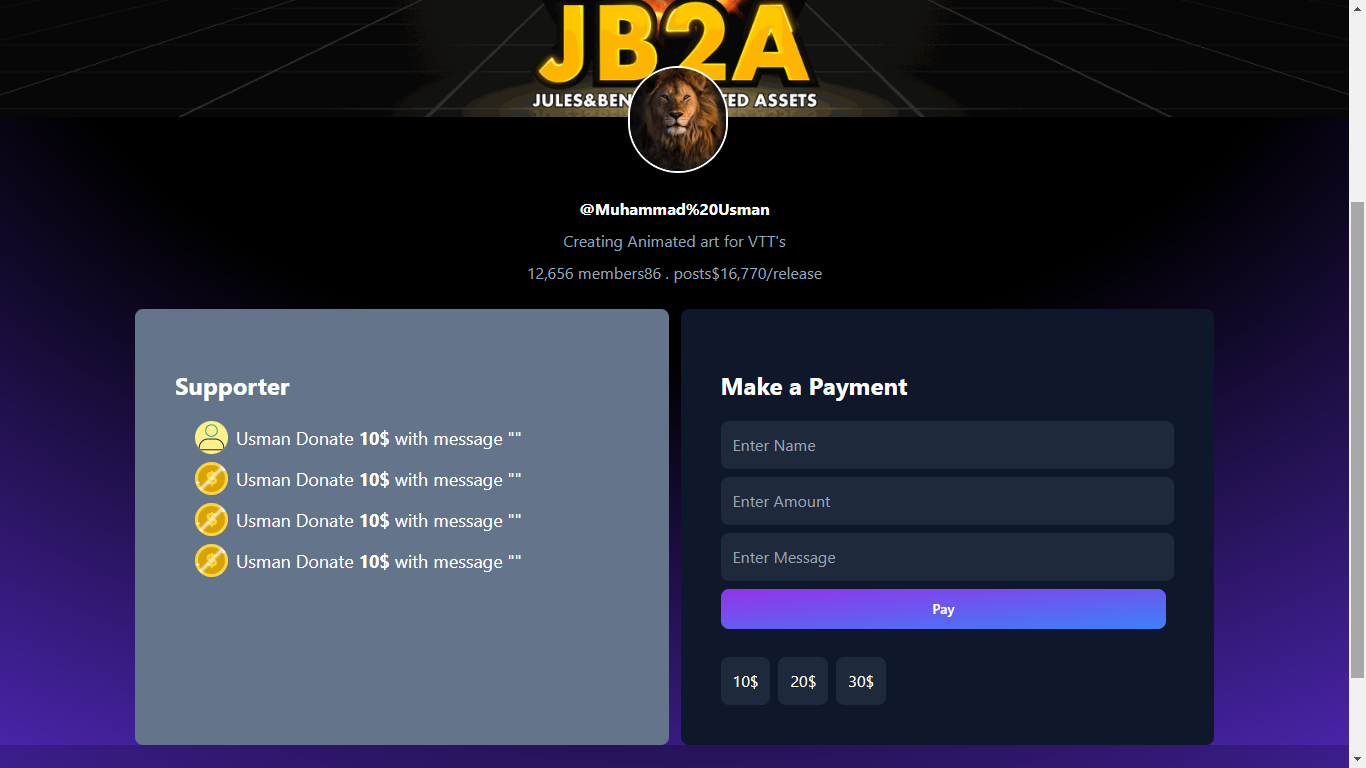 JB2A
JULES&BEN TED ASSETS
@Muhammad%20Usman
Creating Animated art for VTT's
12,656 members86 . posts$16,770/release
Supporter
Usman Donate 10$ with message ""
Usman Donate 10$ with message ""
Usman Donate 10$ with message ""
Usman Donate 10$ with message ""
Make a Payment
Enter Name
Enter Amount
Enter Message
Pay
10$ 20$ 30$